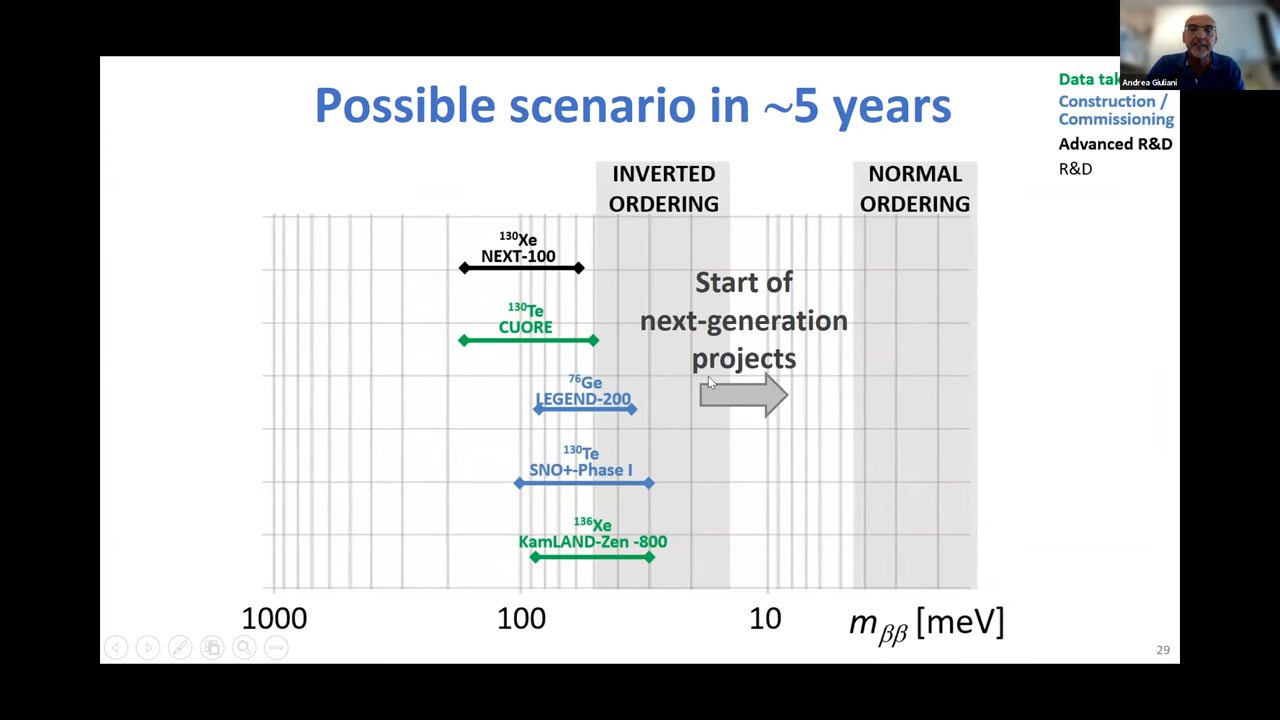 Andrea Giuliani
Possible scenario in ~5 years
Data tak
Construction /
Commissioning
Advanced R&D
R&D
INVERTED
ORDERING
NORMAL
ORDERING
¹³⁰Xe
NEXT-100
¹³⁰Te
CUORE
⁷⁶Ge
LEGEND-200
¹³⁰Te
SNO+-Phase I
¹³⁶Xe
KamLAND-Zen -800
Start of
next-generation
projects
1000
100
10
mββ [meV]
29